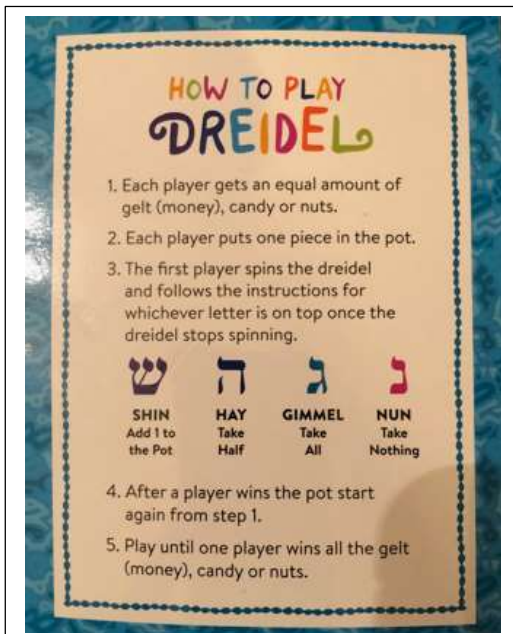 HOW TO PLAY
DREIDEL
1. Each player gets an equal amount of
gelt (money), candy or nuts.
2. Each player puts one piece in the pot.
3. The first player spins the dreidel
and follows the instructions for
whichever letter is on top once the
dreidel stops spinning.
ש ה ג נ
SHIN HAY GIMMEL NUN
Add 1 to Take Take Take
the Pot Half All Nothing
4. After a player wins the pot start
again from step 1.
5. Play until one player wins all the gelt
(money), candy or nuts.